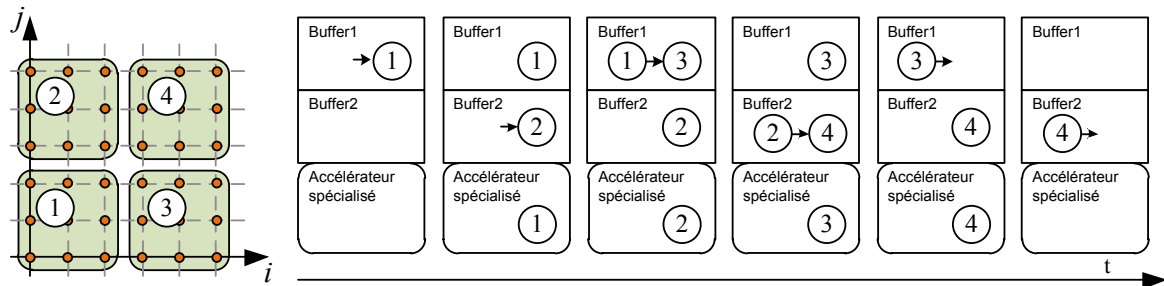 j
2
4
1
3
i
Buffer1
1
Buffer2
Accélérateur
spécialisé
Buffer1
1
Buffer2
2
Accélérateur
spécialisé
1
Buffer1
1 3
Buffer2
2
Accélérateur
spécialisé
2
Buffer1
3
Buffer2
2 4
Accélérateur
spécialisé
3
Buffer1
3
Buffer2
4
Accélérateur
spécialisé
4
Buffer1
Buffer2
4
Accélérateur
spécialisé
t